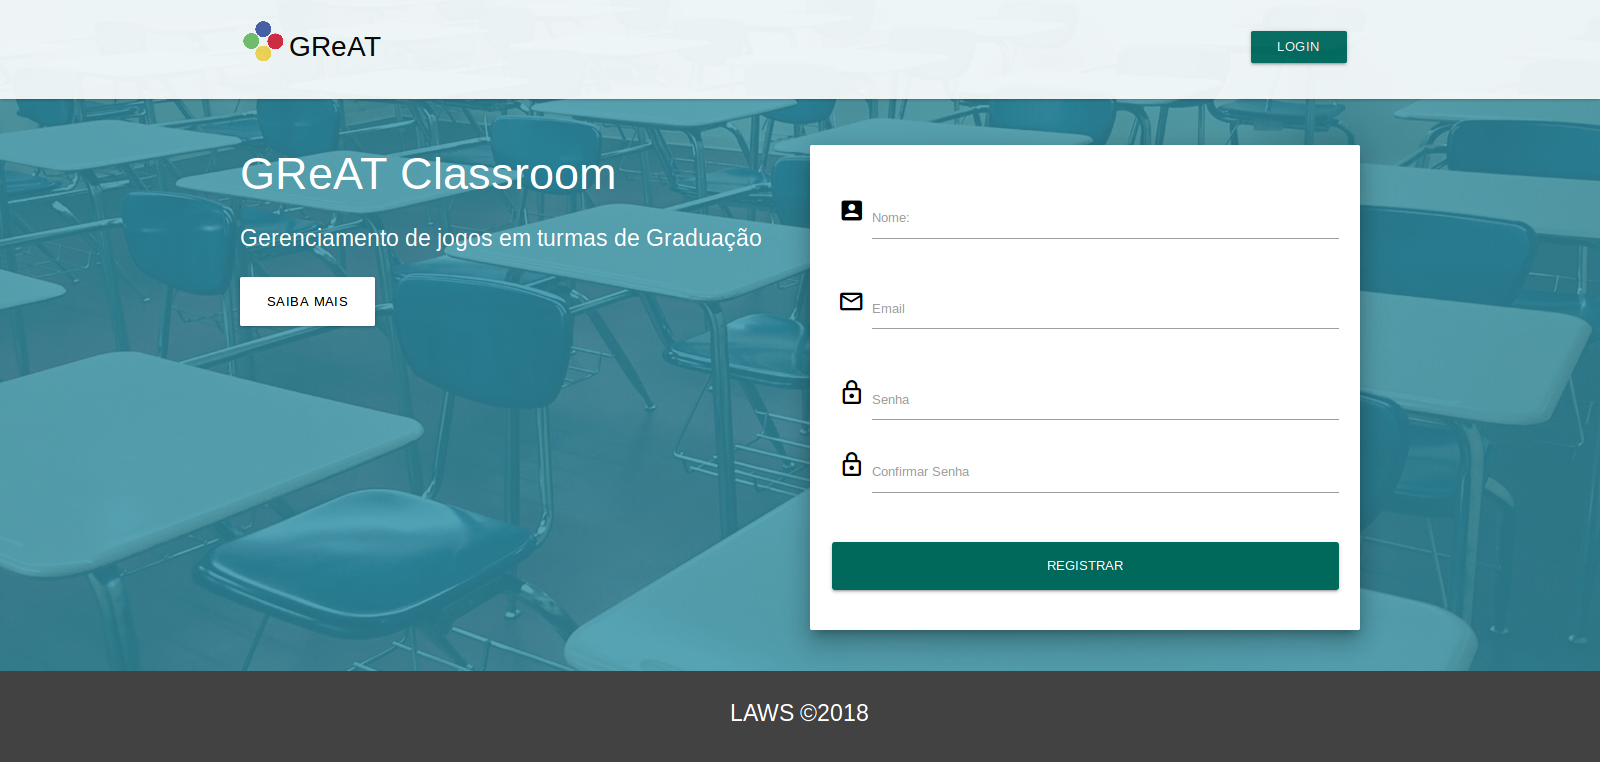 GReAT
LOGIN
GReAT Classroom
Gerenciamento de jogos em turmas de Graduação
SAIBA MAIS
Nome:
Email
Senha
Confirmar Senha
REGISTRAR
LAWS ©2018